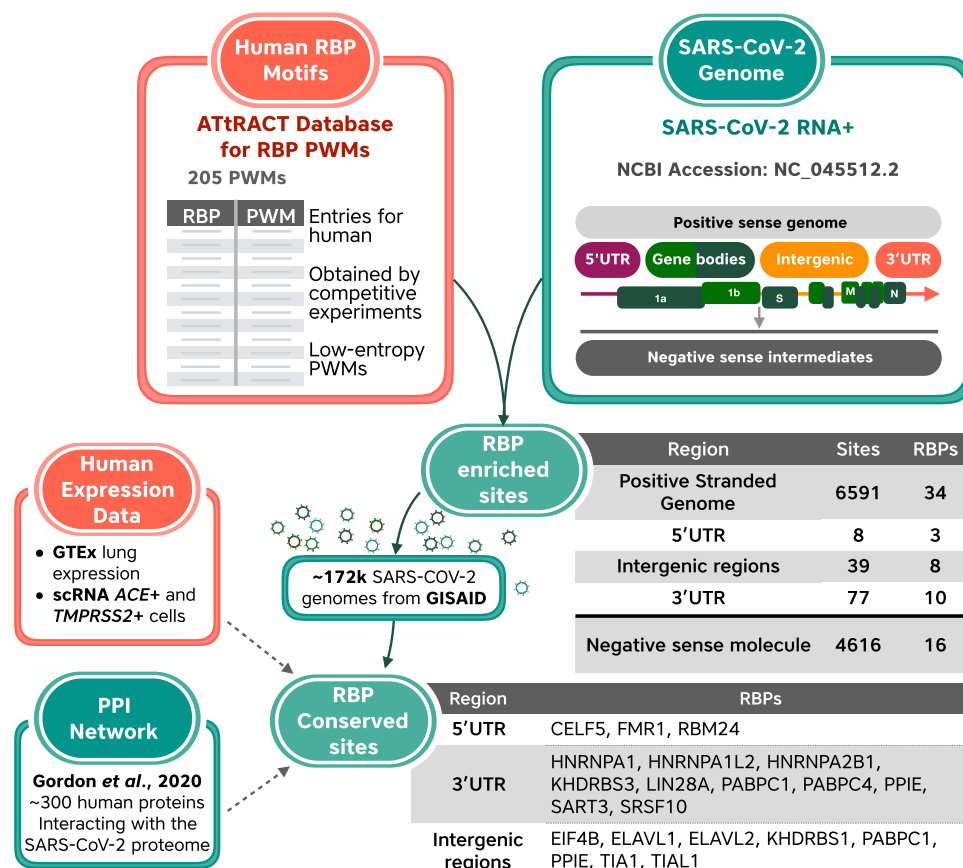 Human RBP
Motifs
ATtRACT Database
for RBP PWMs
205 PWMs
RBP PWM
Entries for
human
Obtained by
competitive
experiments
Low-entropy
PWMs
SARS-CoV-2
Genome
SARS-CoV-2 RNA+
NCBI Accession: NC_045512.2
Positive sense genome
5'UTR Gene bodies Intergenic 3'UTR
1a 1b S M N
Negative sense intermediates
RBP
enriched
sites
Region Sites RBPs
Positive Stranded
Genome 6591 34
5'UTR 8 3
Intergenic regions 39 8
3'UTR 77 10
Negative sense molecule 4616 16
Human
Expression
Data
• GTEx lung
expression
• scRNA ACE+ and
TMPRSS2+ cells
~172k SARS-COV-2
genomes from GISAID
PPI
Network
Gordon et al., 2020
~300 human proteins
Interacting with the
SARS-CoV-2 proteome
RBP
Conserved
sites
Region RBPs
5'UTR CELF5, FMR1, RBM24
3'UTR HNRNPA1, HNRNPA1L2, HNRNPA2B1,
KHDRBS3, LIN28A, PABPC1, PABPC4, PPIE,
SART3, SRSF10
Intergenic
regions EIF4B, ELAVL1, ELAVL2, KHDRBS1, PABPC1,
PPIE, TIA1, TIAL1